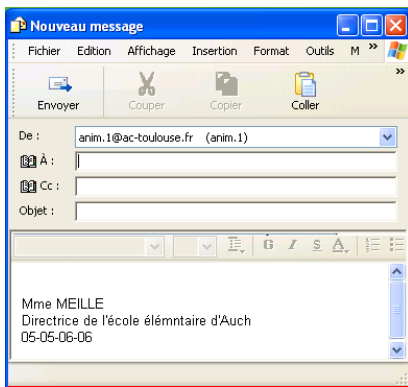 Nouveau message
Fichier Edition Affichage Insertion Format Outils M »
Envoyer Couper Copier Coller »
De : anim.1@ac-toulouse.fr (anim.1)
À :
Cc :
Objet :
G I S A
Mme MEILLE
Directrice de l'école élémntaire d'Auch
05-05-06-06